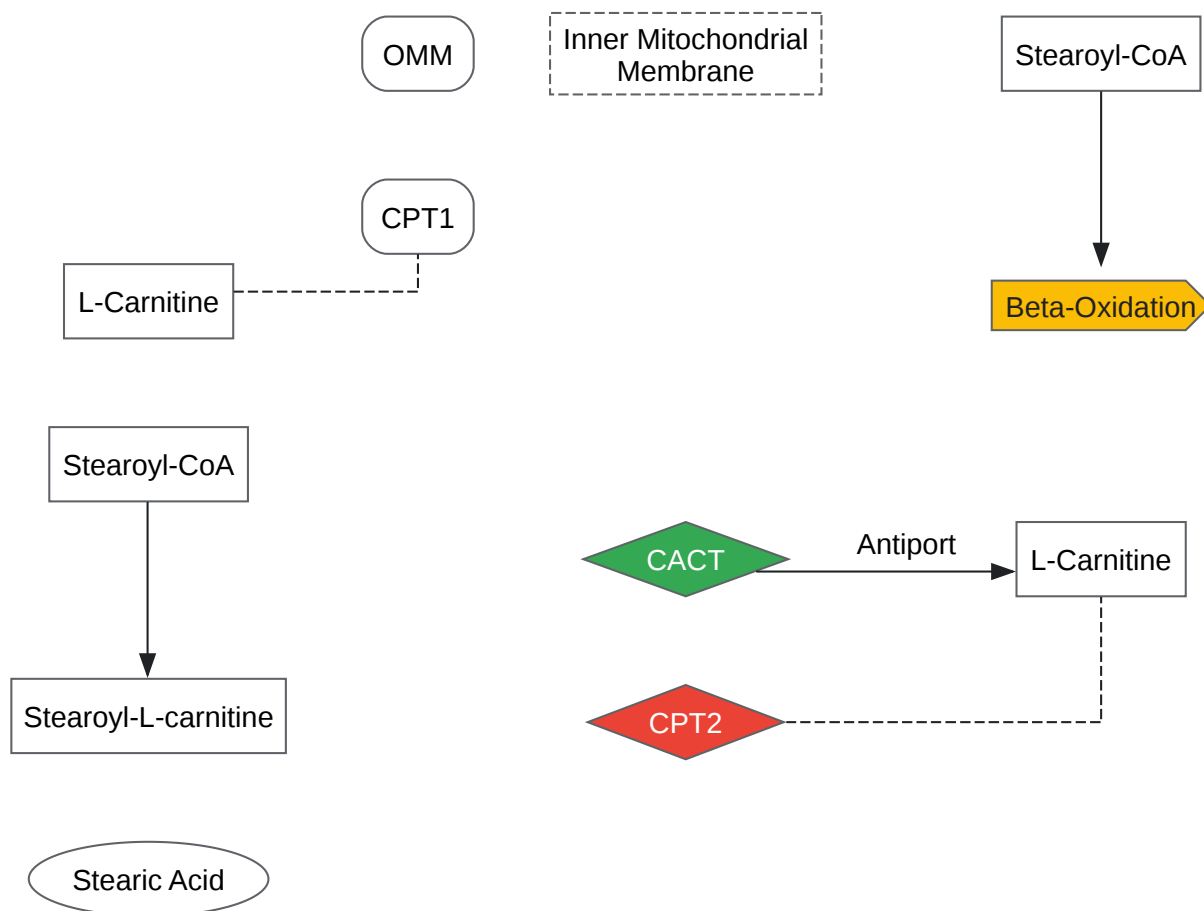 OMM
Inner Mitochondrial
Membrane
Stearoyl-CoA
CPT1
L-Carnitine
Beta-Oxidation
Stearoyl-CoA
CACT
Antiport
L-Carnitine
Stearoyl-L-carnitine
CPT2
Stearic Acid